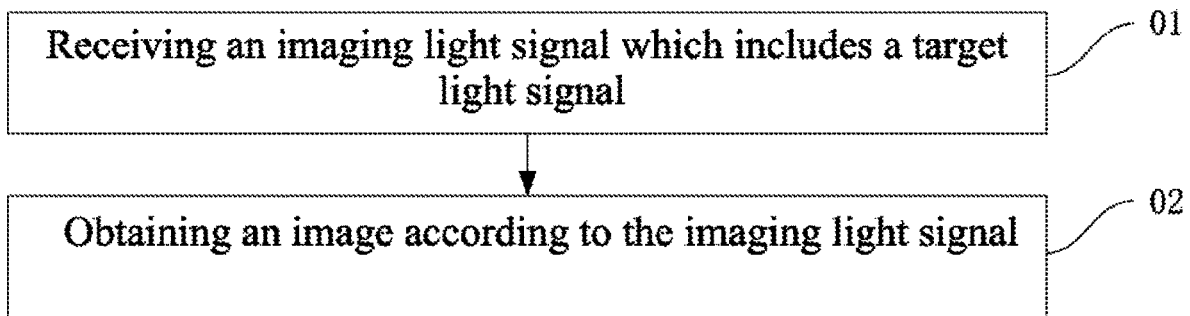 Receiving an imaging light signal which includes a target
light signal
01
Obtaining an image according to the imaging light signal
02